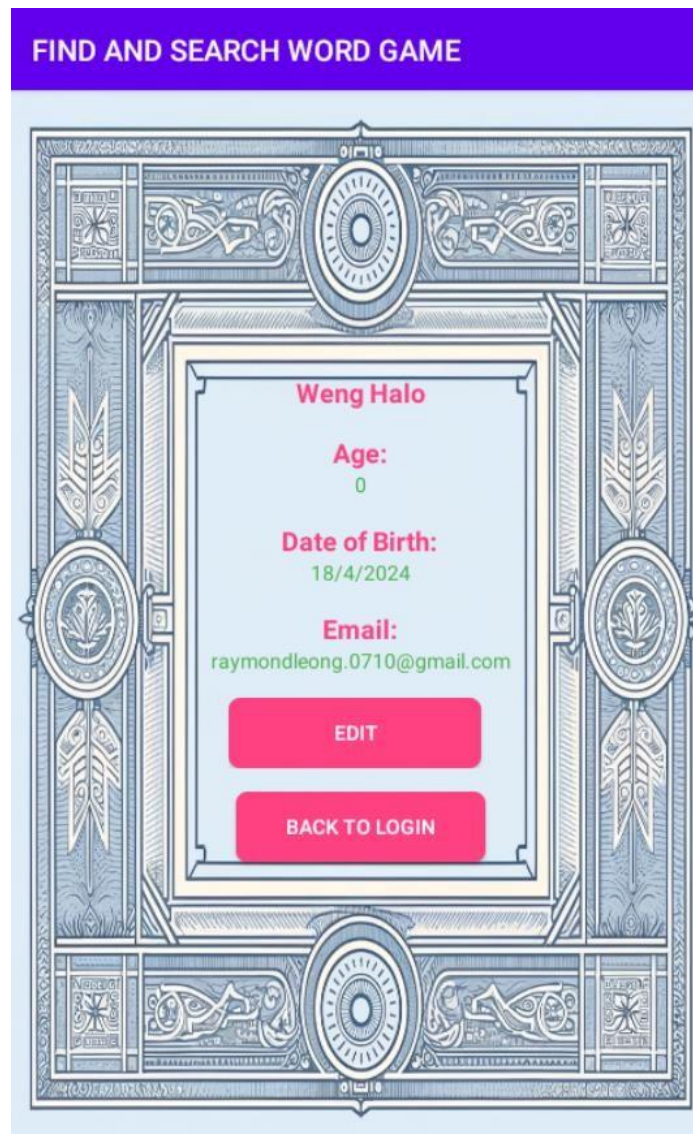 FIND AND SEARCH WORD GAME
Weng Halo
Age:
0
Date of Birth:
18/4/2024
Email:
raymondleong.0710@gmail.com
EDIT
BACK TO LOGIN